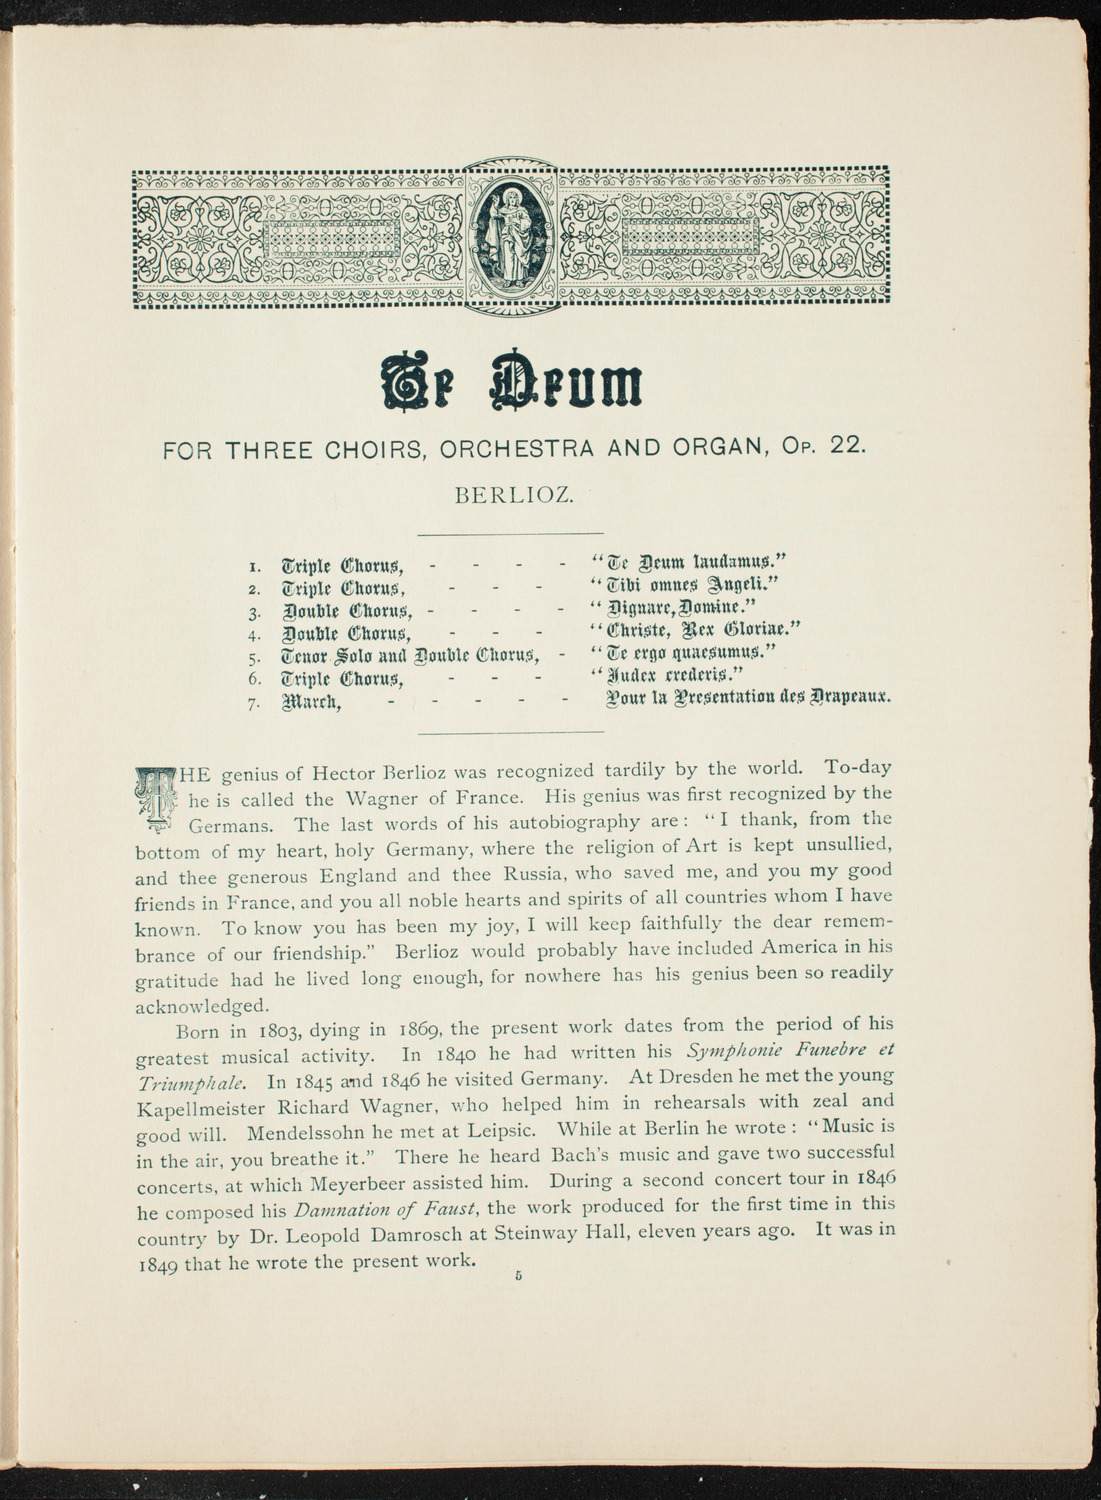 Te Deum
FOR THREE CHOIRS, ORCHESTRA AND ORGAN, Op. 22.
BERLIOZ.
1. Triple Chorus, - - - - “Te Deum laudamus.”
2. Triple Chorus, - - - “Tibi omnes Angeli.”
3. Double Chorus, - - - - “Dignare, Domine.”
4. Double Chorus, - - - “Christe, Rex Gloriae.”
5. Tenor Solo and Double Chorus, - “Te ergo quaesumus.”
6. Triple Chorus, - - - “Judex crederis.”
7. March, - - - - - Pour la Presentation des Drapeaux.
THE genius of Hector Berlioz was recognized tardily by the world. To-day
he is called the Wagner of France. His genius was first recognized by the
Germans. The last words of his autobiography are: “I thank, from the
bottom of my heart, holy Germany, where the religion of Art is kept unsullied,
and thee generous England and thee Russia, who saved me, and you my good
friends in France, and you all noble hearts and spirits of all countries whom I have
known. To know you has been my joy, I will keep faithfully the dear remem-
brance of our friendship.” Berlioz would probably have included America in his
gratitude had he lived long enough, for nowhere has his genius been so readily
acknowledged.
Born in 1803, dying in 1869, the present work dates from the period of his
greatest musical activity. In 1840 he had written his Symphonie Funebre et
Triumphale. In 1845 and 1846 he visited Germany. At Dresden he met the young
Kapellmeister Richard Wagner, who helped him in rehearsals with zeal and
good will. Mendelssohn he met at Leipsic. While at Berlin he wrote: “Music is
in the air, you breathe it.” There he heard Bach’s music and gave two successful
concerts, at which Meyerbeer assisted him. During a second concert tour in 1846
he composed his Damnation of Faust, the work produced for the first time in this
country by Dr. Leopold Damrosch at Steinway Hall, eleven years ago. It was in
1849 that he wrote the present work.
5